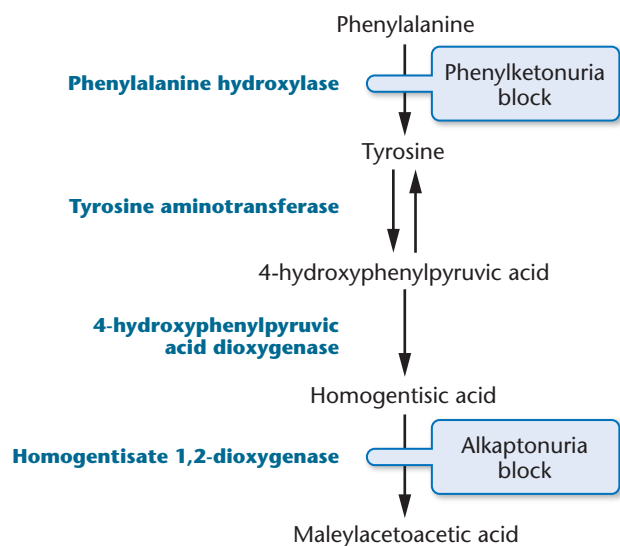 Phenylalanine
Phenylalanine hydroxylase
Phenylketonuria
block
Tyrosine
Tyrosine aminotransferase
4-hydroxyphenylpyruvic acid
4-hydroxyphenylpyruvic
acid dioxygenase
Homogentisic acid
Homogentisate 1,2-dioxygenase
Alkaptonuria
block
Maleylacetoacetic acid